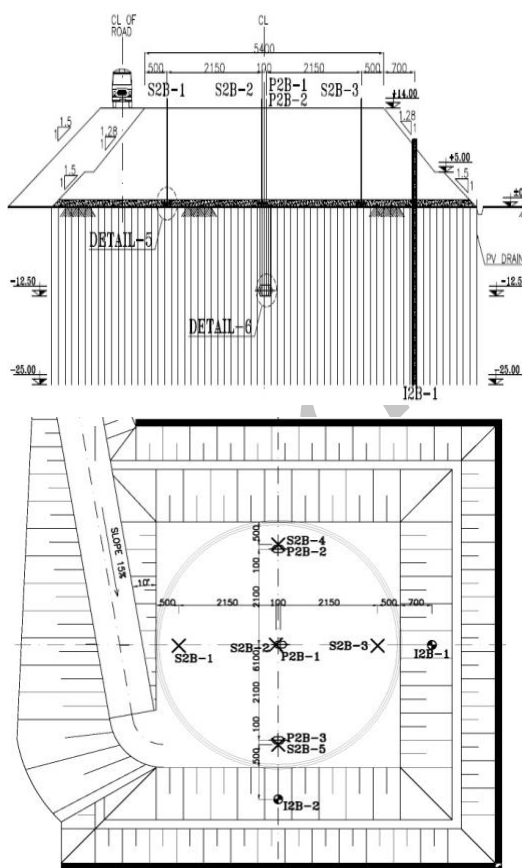 CL OF
ROAD
CL
5400
500
2150
100
2150
500
700
S2B-1
S2B-2
P2B-1
P2B-2
S2B-3
+14.00
1.5
1
1.28
1
1.28
1
+5.00
1.5
1
1.5
1
DETAIL-5
PV DRAIN
-12.50
-12.5
DETAIL-6
-25.00
-25.00
I2B-1
SLOPE 15%
10'
500
S2B-4
P2B-2
100
2100
500
2150
100
2150
500
700
S2B-1
S2B-2
P2B-1
S2B-3
I2B-1
6100
2100
100
P2B-3
S2B-5
500
I2B-2